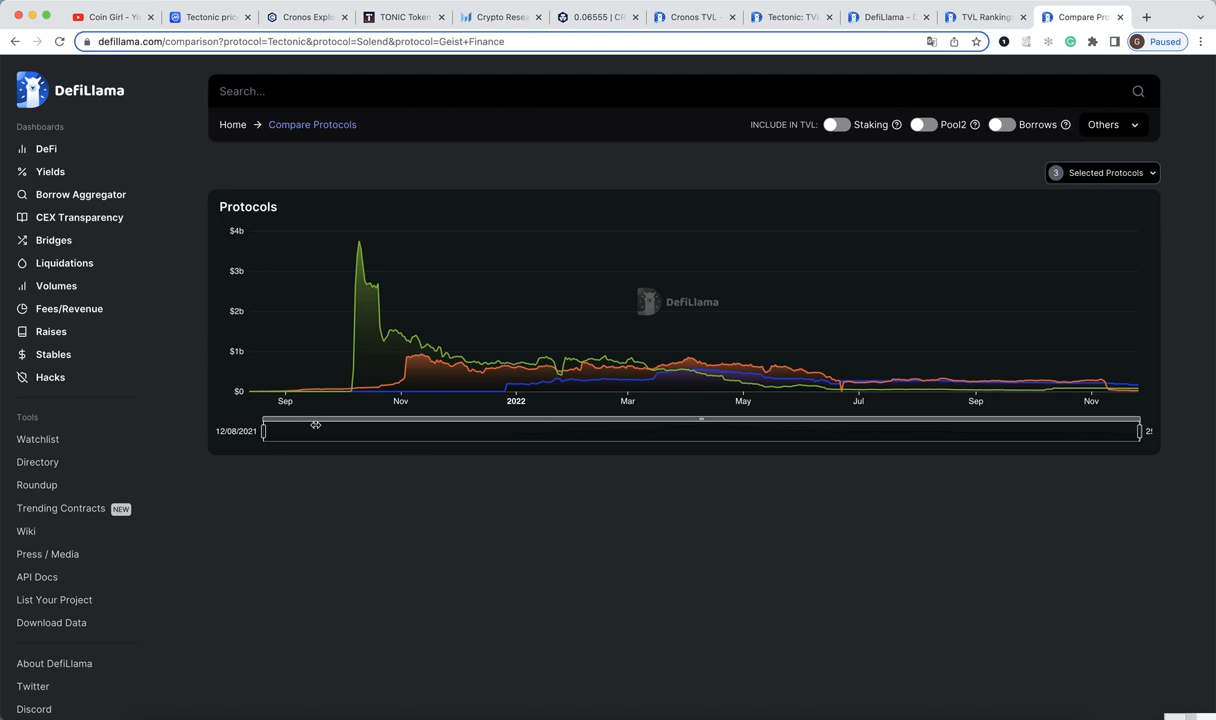 Coin Girl - Yo
Tectonic pric
Cronos Explo
TONIC Token
Crypto Resea
0.06555 | CR
Cronos TVL -
Tectonic: TVL
DefiLlama - D
TVL Rankings
Compare Pro
defillama.com/comparison?protocol=Tectonic&protocol=Solend&protocol=Geist+Finance
G Paused
DefiLlama
Search...
Home → Compare Protocols
INCLUDE IN TVL: Staking Pool2 Borrows Others
3 Selected Protocols
Dashboards
DeFi
Yields
Borrow Aggregator
CEX Transparency
Bridges
Liquidations
Volumes
Fees/Revenue
Raises
Stables
Hacks
Tools
Watchlist
Directory
Roundup
Trending Contracts NEW
Wiki
Press / Media
API Docs
List Your Project
Download Data
About DefiLlama
Twitter
Discord
Protocols
$4b
$3b
$2b
$1b
$0
DefiLlama
Sep Nov 2022 Mar May Jul Sep Nov
12/08/2021